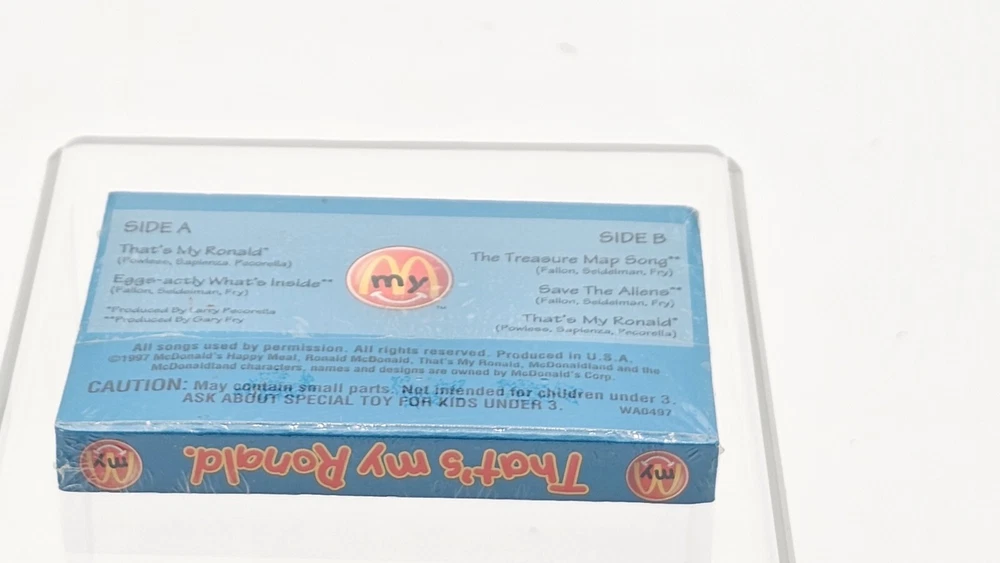 SIDE A
That's My Ronald*
(Powless, Sapienza, Pecorella)
Eggs-actly What's Inside**
(Fallon, Seidelman, Fry)
*Produced By Larry Pecorella
**Produced By Gary Fry
my
TM
SIDE B
The Treasure Map Song**
(Fallon, Seidelman, Fry)
Save The Aliens**
(Fallon, Seidelman, Fry)
That's My Ronald*
(Powless, Sapienza, Pecorella)
All songs used by permission. All rights reserved. Produced in U.S.A.
©1997 McDonald's Happy Meal, Ronald McDonald, That's My Ronald, McDonaldland and the
McDonaldland characters, names and designs are owned by McDonald's Corp.
CAUTION: May contain small parts. Not intended for children under 3.
ASK ABOUT SPECIAL TOY FOR KIDS UNDER 3.
WA0497
my
That's my Ronald.
my